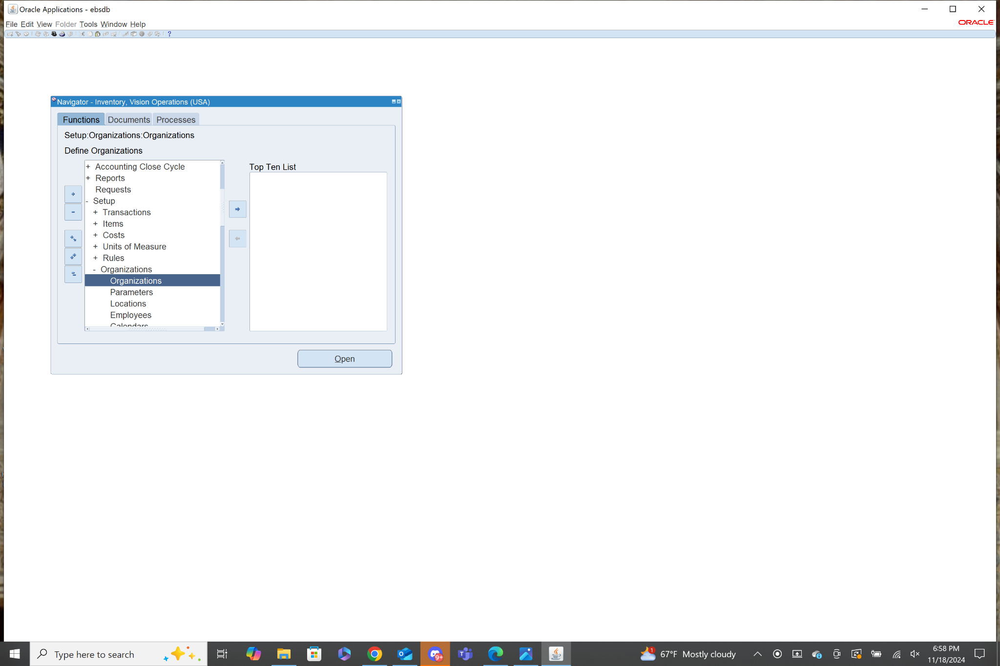 Oracle Applications - ebsdb
File Edit View Folder Tools Window Help
ORACLE
?
Navigator - Inventory, Vision Operations (USA)
Functions Documents Processes
Setup:Organizations:Organizations
Define Organizations
+ Accounting Close Cycle
+ Reports
Requests
- Setup
+ Transactions
+ Items
+ Costs
+ Units of Measure
+ Rules
- Organizations
Organizations
Parameters
Locations
Employees
Calendars
Top Ten List
Open
Type here to search
9+
1
67°F Mostly cloudy
6:58 PM
11/18/2024